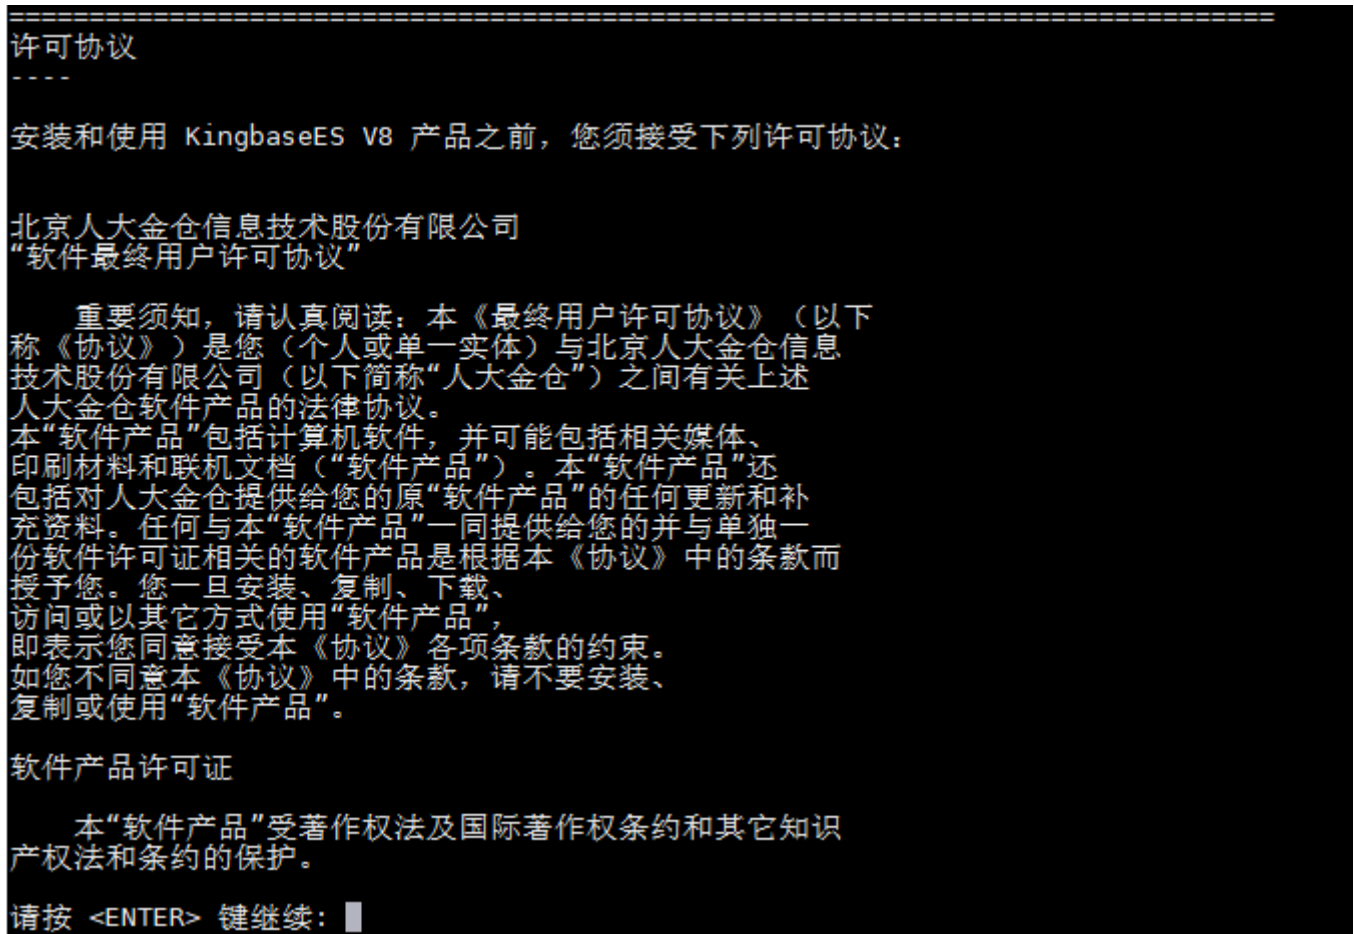 ===============================================================================
许可协议
----
安装和使用 KingbaseES V8 产品之前，您须接受下列许可协议：
北京人大金仓信息技术股份有限公司
“软件最终用户许可协议”
重要须知，请认真阅读：本《最终用户许可协议》（以下
称《协议》）是您（个人或单一实体）与北京人大金仓信息
技术股份有限公司（以下简称“人大金仓”）之间有关上述
人大金仓软件产品的法律协议。
本“软件产品”包括计算机软件，并可能包括相关媒体、
印刷材料和联机文档（“软件产品”）。本“软件产品”还
包括对人大金仓提供给您的原“软件产品”的任何更新和补
充资料。任何与本“软件产品”一同提供给您的并与单独一
份软件许可证相关的软件产品是根据本《协议》中的条款而
授予您。您一旦安装、复制、下载、
访问或以其它方式使用“软件产品”，
即表示您同意接受本《协议》各项条款的约束。
如您不同意本《协议》中的条款，请不要安装、
复制或使用“软件产品”。
软件产品许可证
本“软件产品”受著作权法及国际著作权条约和其它知识
产权法和条约的保护。
请按 <ENTER> 键继续: